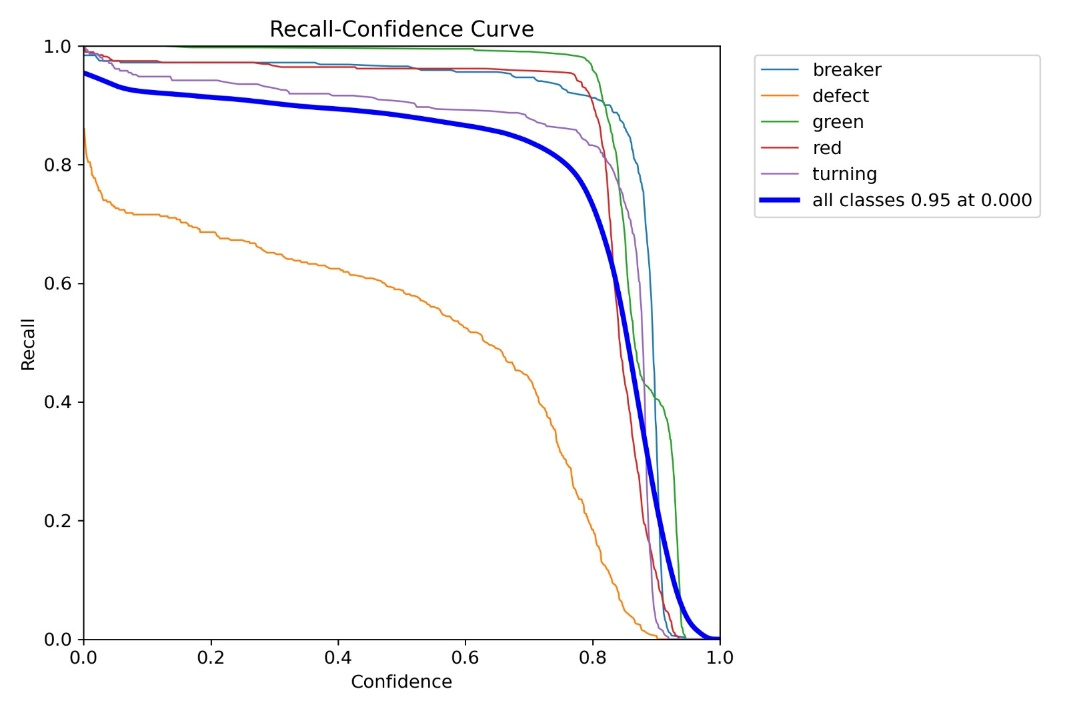 Recall-Confidence Curve
1.0
0.8
0.6
0.4
0.2
0.0
Recall
0.0 0.2 0.4 0.6 0.8 1.0
Confidence
breaker
defect
green
red
turning
all classes 0.95 at 0.000